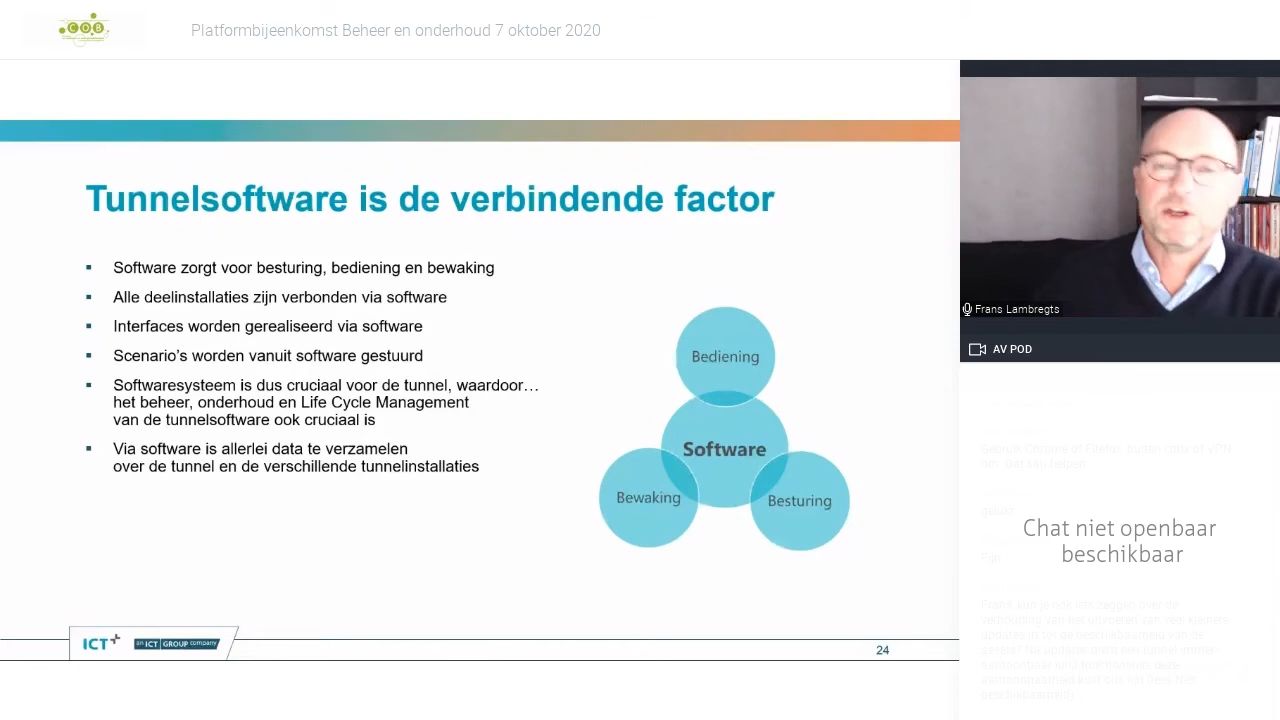 COB
Platformbijeenkomst Beheer en onderhoud 7 oktober 2020
Tunnelsoftware is de verbindende factor
Software zorgt voor besturing, bediening en bewaking
Alle deelinstallaties zijn verbonden via software
Interfaces worden gerealiseerd via software
Scenario's worden vanuit software gestuurd
Softwaresysteem is dus cruciaal voor de tunnel, waardoor…
het beheer, onderhoud en Life Cycle Management
van de tunnelsoftware ook cruciaal is
Via software is allerlei data te verzamelen
over de tunnel en de verschillende tunnelinstallaties
Bediening
Software
Bewaking
Besturing
ICT
an ICT GROUP company
24
Frans Lambregts
AV POD
Chat niet openbaar
beschikbaar